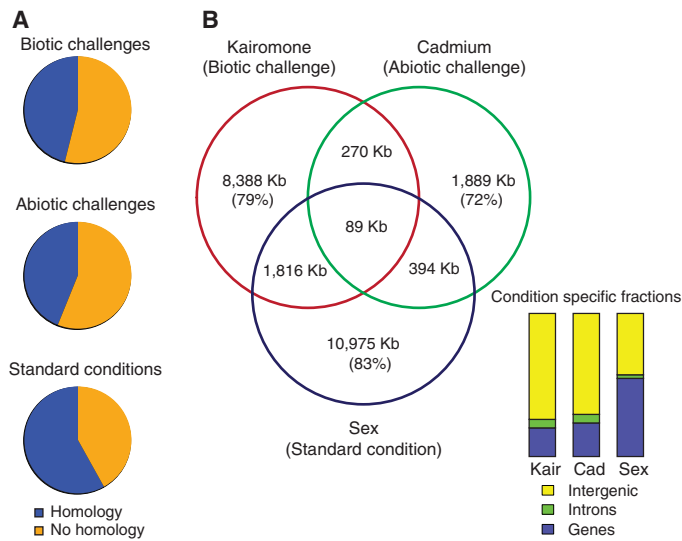 A
Biotic challenges
Abiotic challenges
Standard conditions
Homology
No homology
B
Kairomone
(Biotic challenge)
Cadmium
(Abiotic challenge)
270 Kb
8,388 Kb
(79%)
1,889 Kb
(72%)
89 Kb
1,816 Kb
394 Kb
10,975 Kb
(83%)
Sex
(Standard condition)
Condition specific fractions
Kair Cad Sex
Intergenic
Introns
Genes